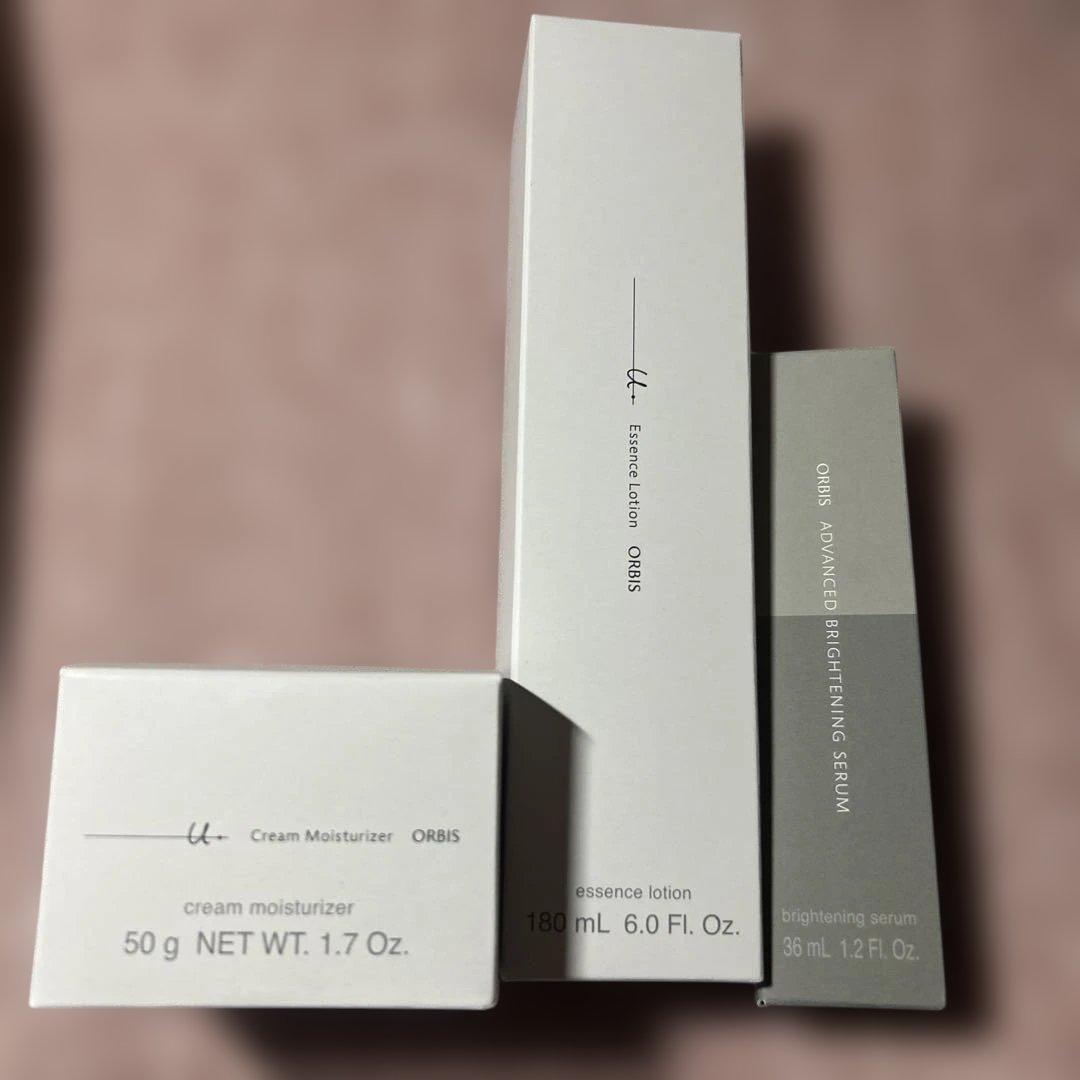 U. Cream Moisturizer ORBIS
cream moisturizer
50 g NET WT. 1.7 Oz.
U. Essence Lotion ORBIS
essence lotion
180 mL 6.0 Fl. Oz.
ORBIS ADVANCED BRIGHTENING SERUM
brightening serum
36 mL 1.2 Fl. Oz.